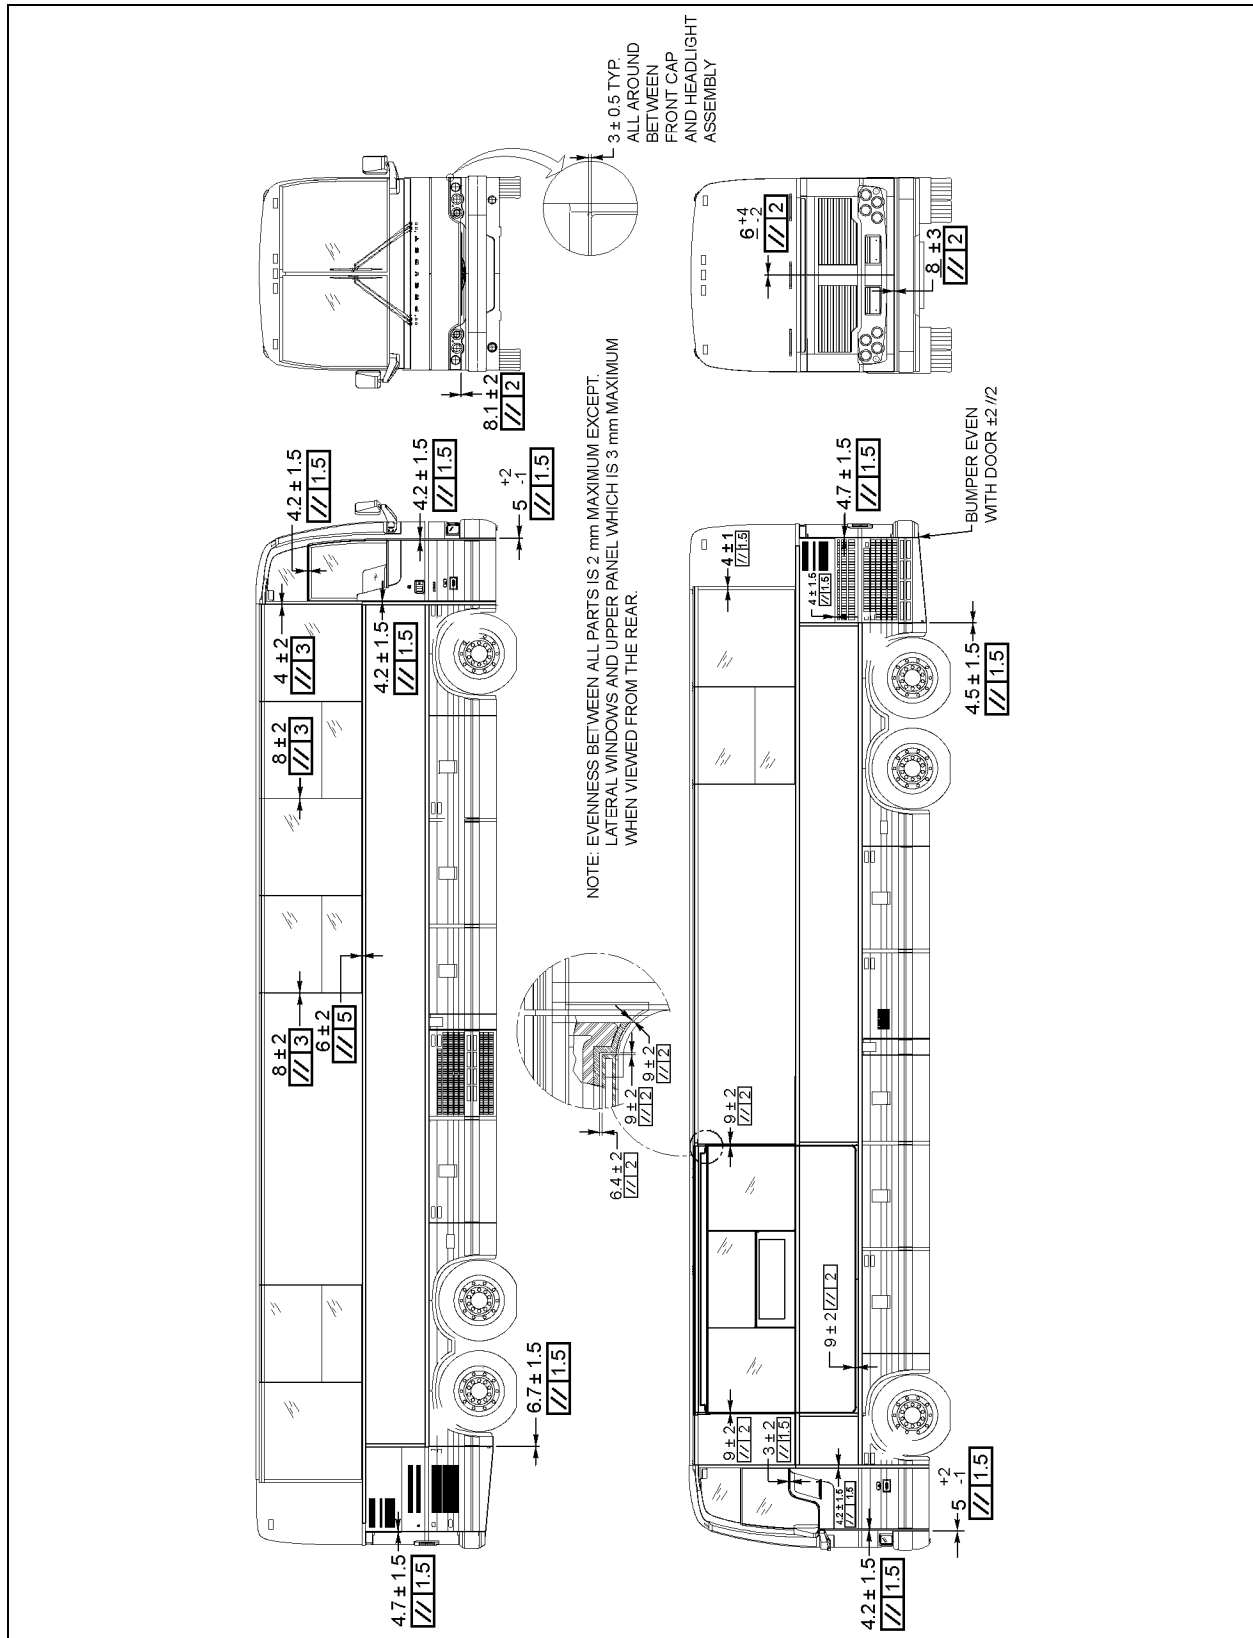 4.7 ± 1.5
// 1.5
6.7 ± 1.5
// 1.5
8 ± 2
// 3
6 ± 2
// 5
8 ± 2
// 3
4 ± 2
// 3
4.2 ± 1.5
// 1.5
4.2 ± 1.5
// 1.5
4.2 ± 1.5
// 1.5
5 +2 -1
// 1.5
PREVOST
8.1 ± 2
// 2
3 ± 0.5 TYP.
ALL AROUND
BETWEEN
FRONT CAP
AND HEADLIGHT
ASSEMBLY
NOTE: EVENNESS BETWEEN ALL PARTS IS 2 mm MAXIMUM EXCEPT.
LATERAL WINDOWS AND UPPER PANEL WHICH IS 3 mm MAXIMUM
WHEN VIEWED FROM THE REAR.
6.4 ± 2
// 2
9 ± 2
// 2
9 ± 2
// 2
9 ± 2
// 2
9 ± 2
// 2
3 ± 2
// 1.5
9 ± 2 // 2
4.2 ± 1.5
// 1.5
4.2 ± 1.5
// 1.5
5 +2 -1
// 1.5
4 ± 1
// 1.5
4 ± 1.5
// 1.5
4.7 ± 1.5
// 1.5
4.5 ± 1.5
// 1.5
BUMPER EVEN
WITH DOOR ±2 //2
6 +4 -2
// 2
8 ± 3
// 2